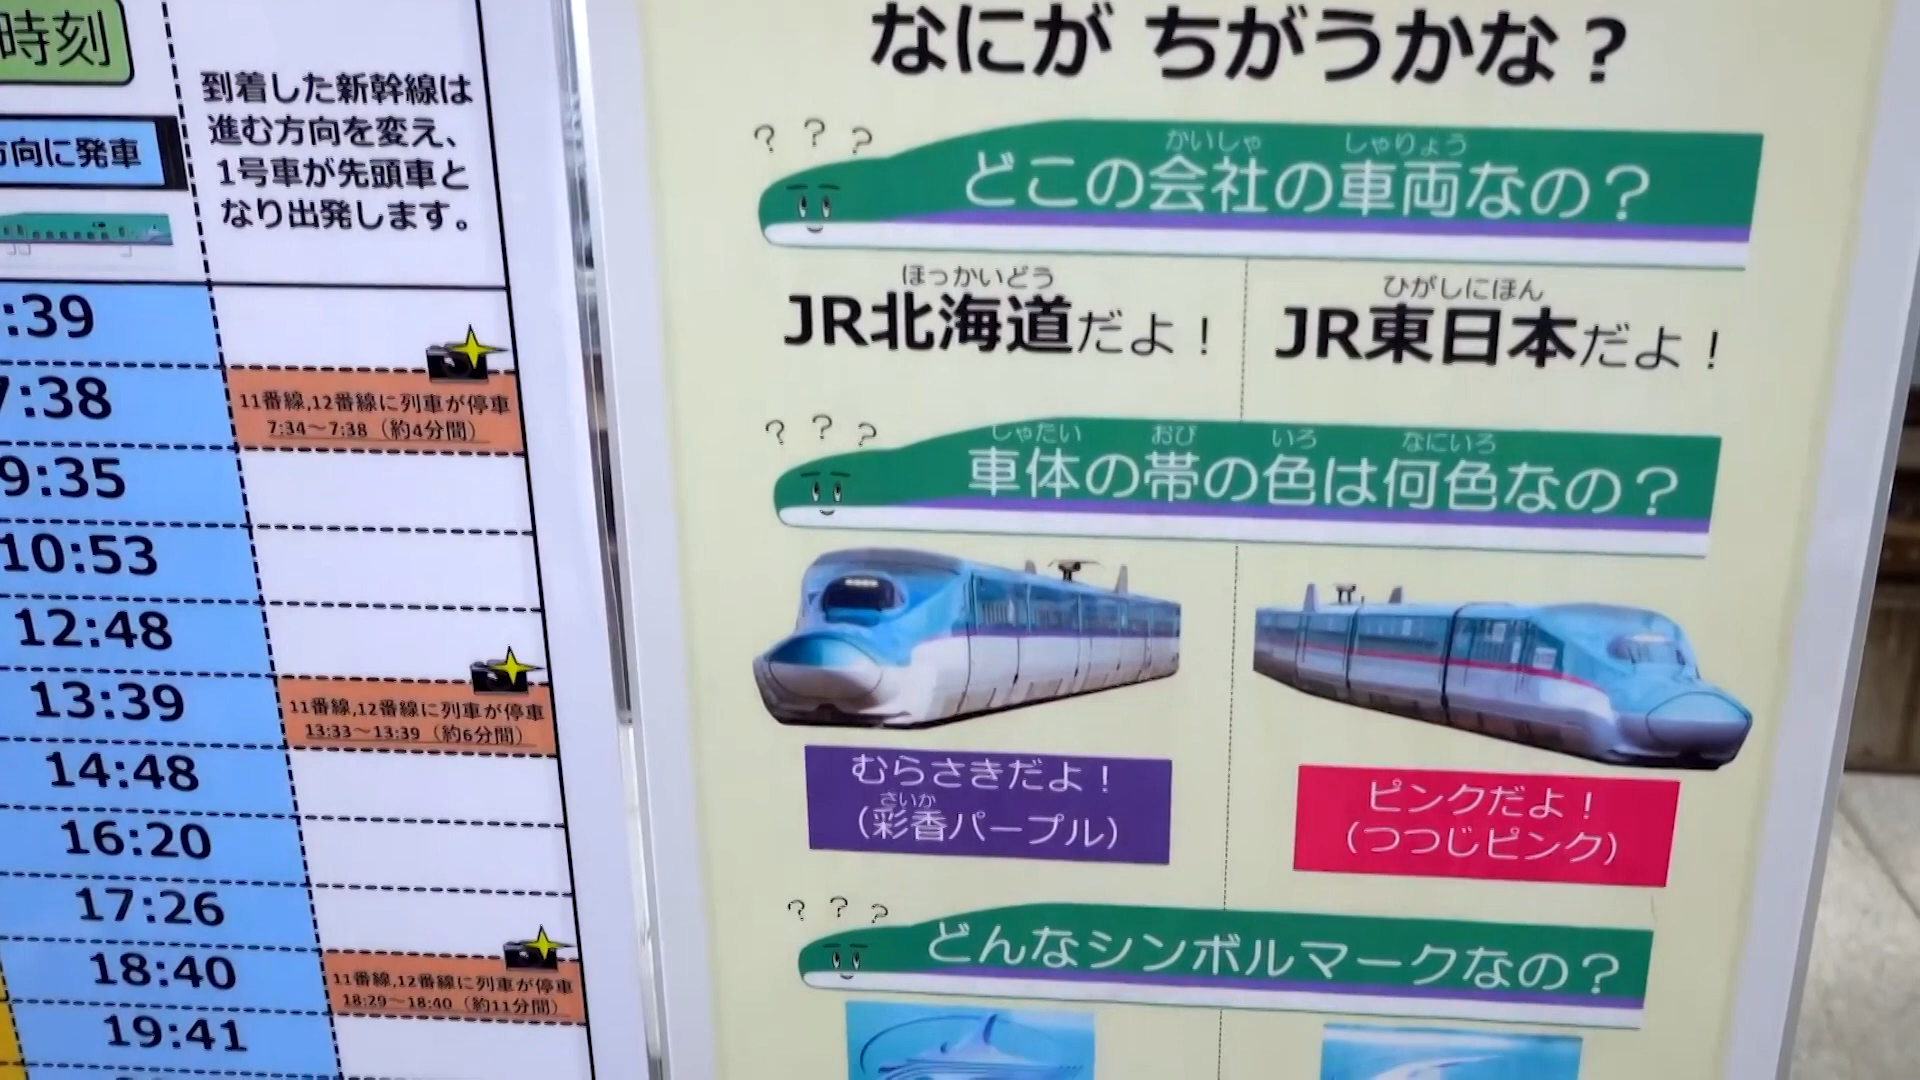 時刻
方向に発車
到着した新幹線は
進む方向を変え、
1号車が先頭車と
なり出発します。
:39
7:38
11番線,12番線に列車が停車
7:34～7:38（約4分間）
9:35
10:53
12:48
13:39
11番線,12番線に列車が停車
13:33～13:39（約6分間）
14:48
16:20
17:26
18:40
11番線,12番線に列車が停車
18:29～18:40（約11分間）
19:41
なにが ちがうかな？
? ? ?
かいしゃ しゃりょう
どこの会社の車両なの？
ほっかいどう
JR北海道だよ！
ひがしにほん
JR東日本だよ！
? ? ?
しゃたい おび いろ なにいろ
車体の帯の色は何色なの？
むらさきだよ！
さいか
（彩香パープル）
ピンクだよ！
（つつじピンク）
? ? ?
どんなシンボルマークなの？